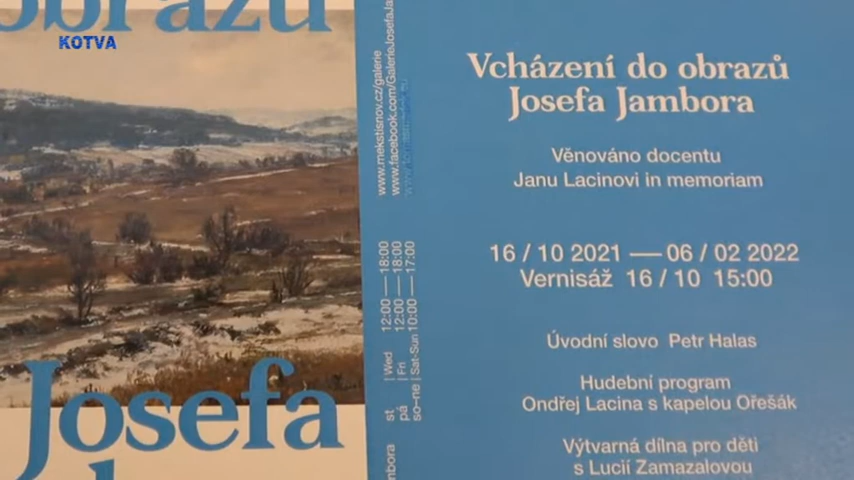 obrazů
KOTVA
Josefa
www.mekstisnov.cz/galerie
www.facebook.com/GalerieJosefaJa
st | Wed 12:00 — 18:00
pá | Fri 12:00 — 18:00
so–ne | Sat-Sun 10:00 — 17:00
mbora
Vcházení do obrazů
Josefa Jambora
Věnováno docentu
Janu Lacinovi in memoriam
16 / 10 2021 — 06 / 02 2022
Vernisáž 16 / 10 15:00
Úvodní slovo Petr Halas
Hudební program
Ondřej Lacina s kapelou Ořešák
Výtvarná dílna pro děti
s Lucií Zamazalovou